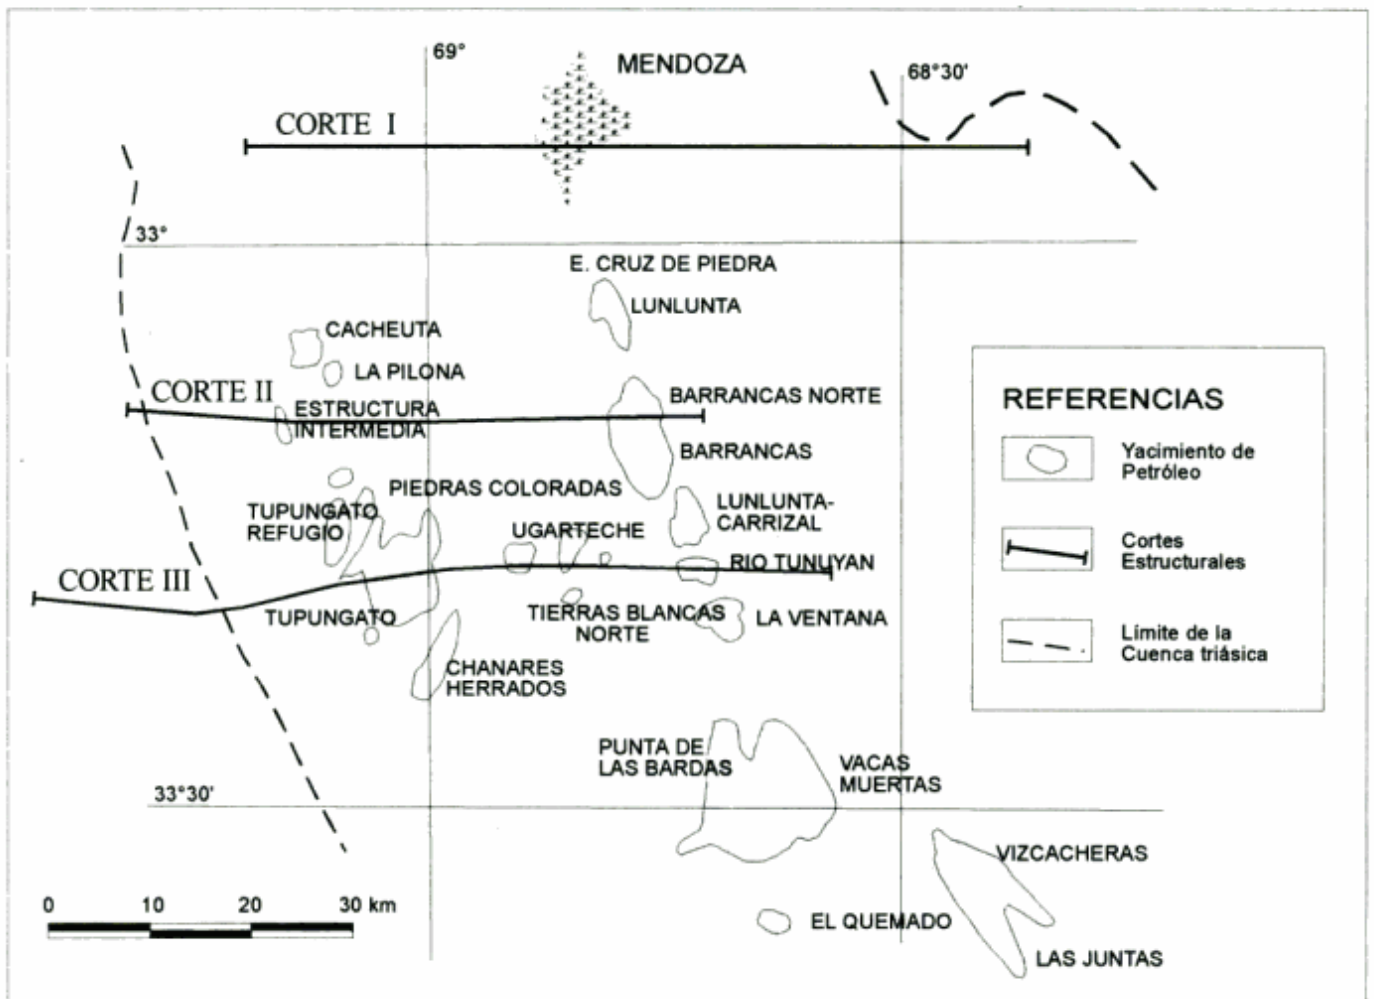 69°
MENDOZA
68°30'
CORTE I
33°
E. CRUZ DE PIEDRA
LUNLUNTA
CACHEUTA
LA PILONA
CORTE II
ESTRUCTURA
INTERMEDIA
BARRANCAS NORTE
BARRANCAS
PIEDRAS COLORADAS
TUPUNGATO
REFUGIO
UGARTECHE
LUNLUNTA-
CARRIZAL
RIO TUNUYAN
CORTE III
TUPUNGATO
TIERRAS BLANCAS
NORTE
LA VENTANA
CHANARES
HERRADOS
PUNTA DE
LAS BARDAS
VACAS
MUERTAS
33°30'
VIZCACHERAS
EL QUEMADO
LAS JUNTAS
0 10 20 30 km
REFERENCIAS
Yacimiento de
Petróleo
Cortes
Estructurales
Límite de la
Cuenca triásica